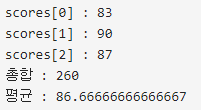 scores[0] : 83
scores[1] : 90
scores[2] : 87
총합 : 260
평균 : 86.66666666666667